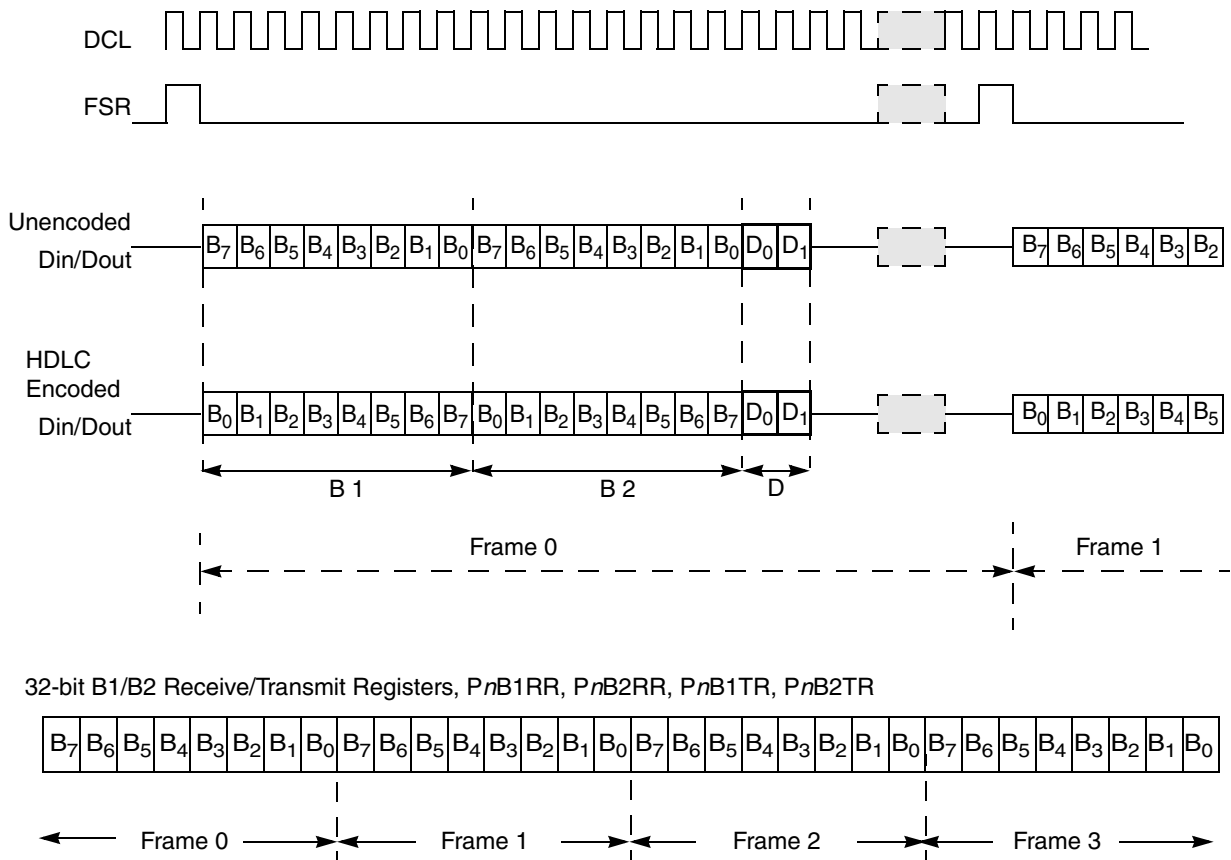 DCL
FSR
Unencoded
Din/Dout
B7 B6 B5 B4 B3 B2 B1 B0 B7 B6 B5 B4 B3 B2 B1 B0 D0 D1 B7 B6 B5 B4 B3 B2
HDLC
Encoded
Din/Dout
B0 B1 B2 B3 B4 B5 B6 B7 B0 B1 B2 B3 B4 B5 B6 B7 D0 D1 B0 B1 B2 B3 B4 B5
B 1 B 2 D
Frame 0 Frame 1
32-bit B1/B2 Receive/Transmit Registers, PnB1RR, PnB2RR, PnB1TR, PnB2TR
B7 B6 B5 B4 B3 B2 B1 B0 B7 B6 B5 B4 B3 B2 B1 B0 B7 B6 B5 B4 B3 B2 B1 B0 B7 B6 B5 B4 B3 B2 B1 B0
Frame 0 Frame 1 Frame 2 Frame 3